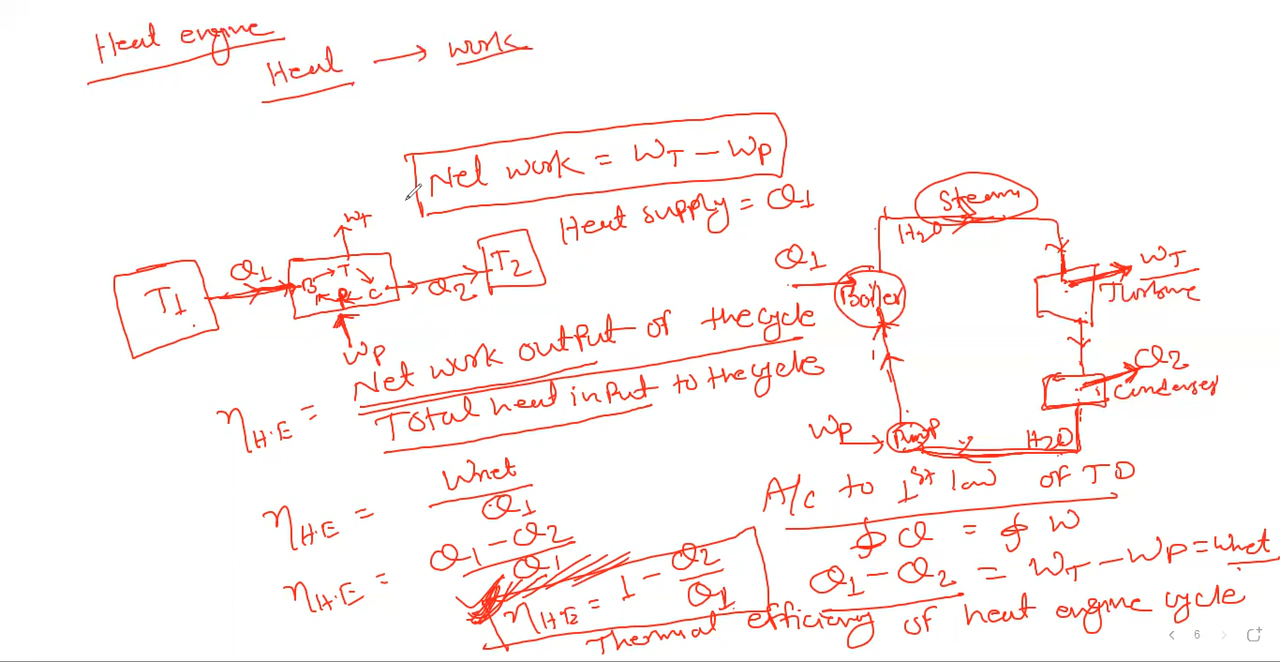 Heat engine
Heat → work
Net work = WT - WP
Heat supply = Q1
T1
Q1
WT
B T C P
WP
Q2
T2
ηH.E = Net work output of the cycle
Total heat input to the cycle
ηH.E = Wnet
Q1
ηH.E = Q1 - Q2
Q1
ηH.E = 1 - Q2
Q1
Thermal efficiency of heat engine cycle
Steam
H2O
Q1
Boiler
WT
Turbine
Q2
Condenser
WP
Pump
H2O
A/c to 1st law of TD
∮ Q = ∮ W
Q1 - Q2 = WT - WP = Wnet
6